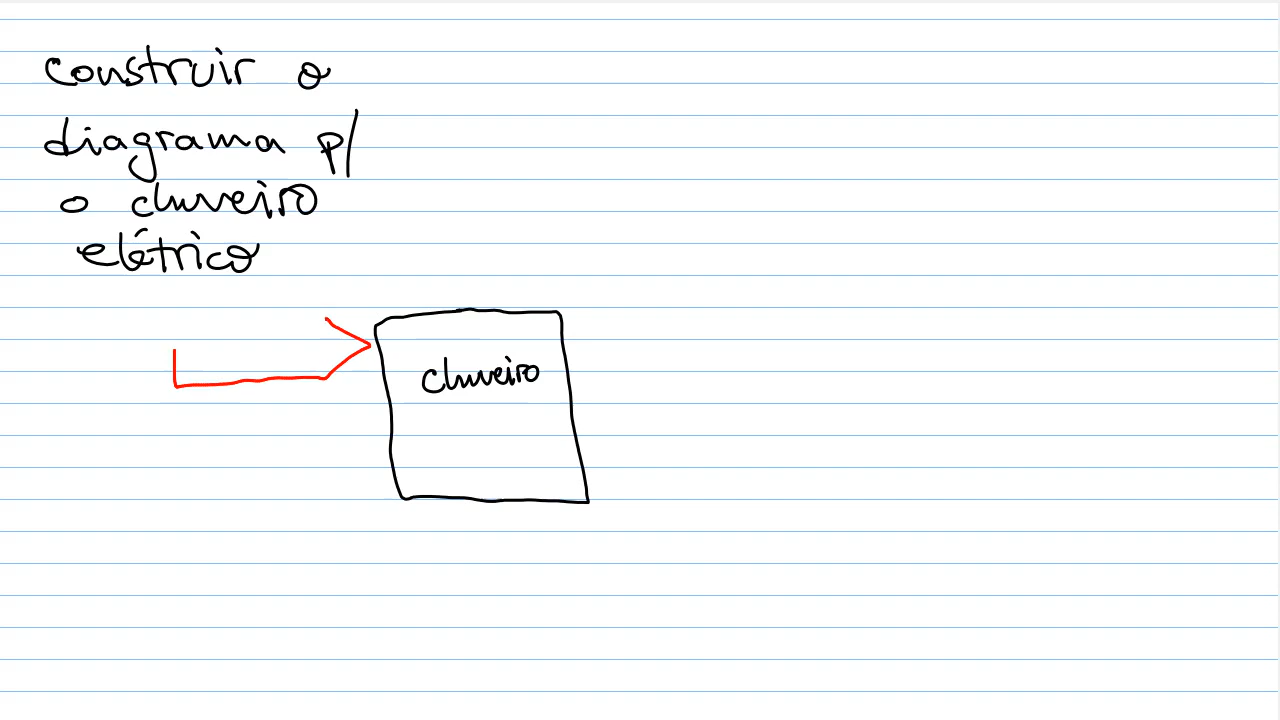 construir o
diagrama p/
o chuveiro
elétrico
chuveiro